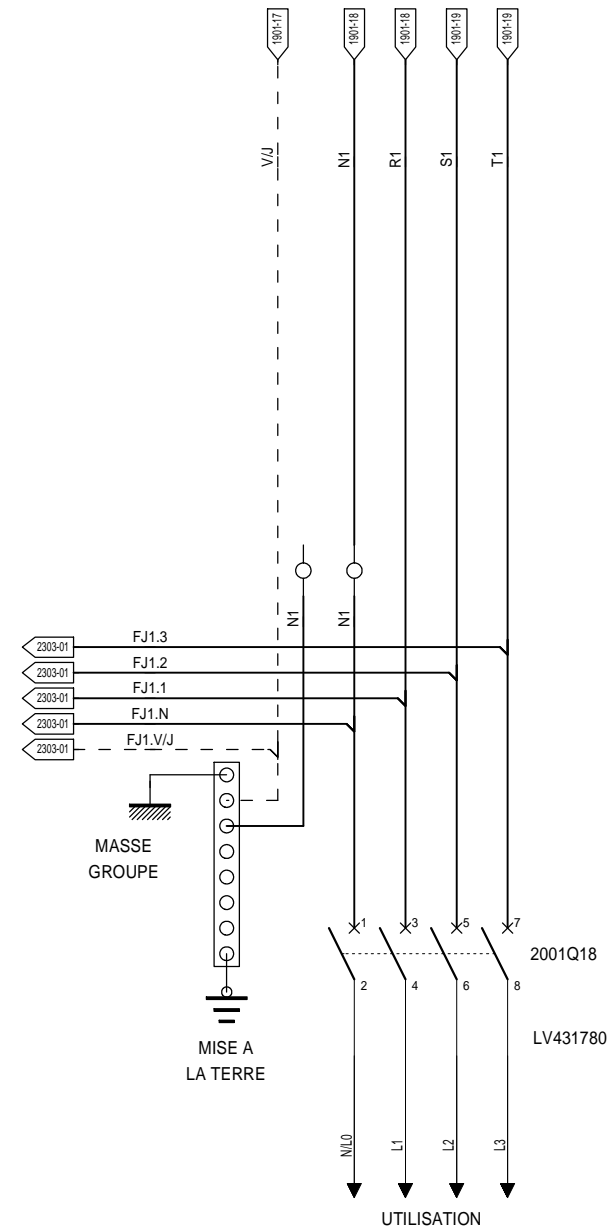 1901-17
1901-18
1901-18
1901-19
1901-19
V/J
N1
R1
S1
T1
N1
N1
2303-01
FJ1.3
2303-01
FJ1.2
2303-01
FJ1.1
2303-01
FJ1.N
2303-01
FJ1.V/J
MASSE
GROUPE
1
3
5
7
2001Q18
2
4
6
8
LV431780
MISE A
LA TERRE
N/L0
L1
L2
L3
UTILISATION